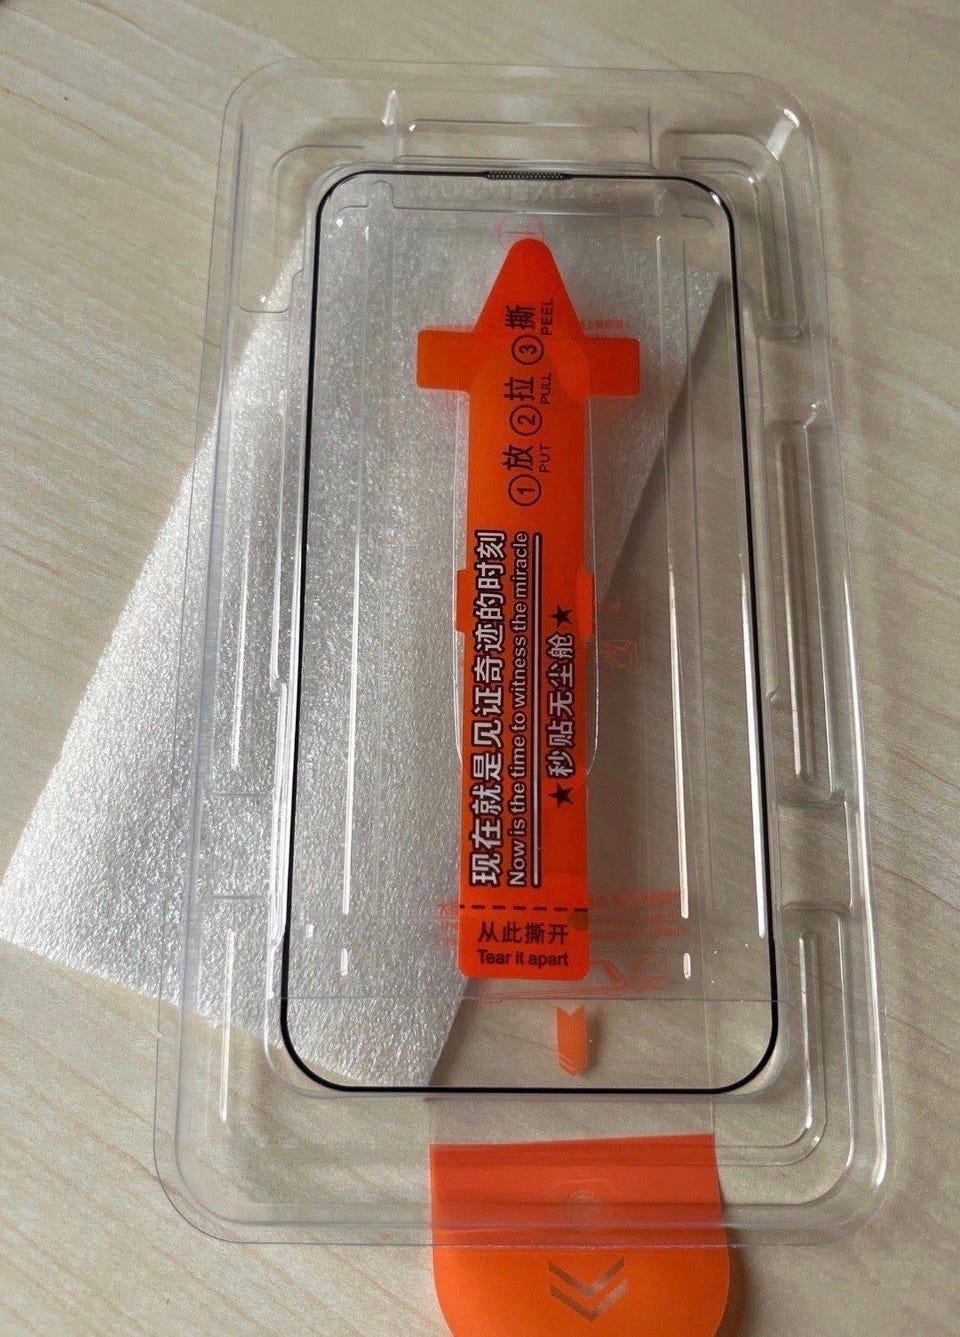 ①放 ②拉 ③撕
PUT PULL PEEL
现在就是见证奇迹的时刻
Now is the time to witness the miracle
★秒贴无尘舱★
从此撕开
Tear it apart